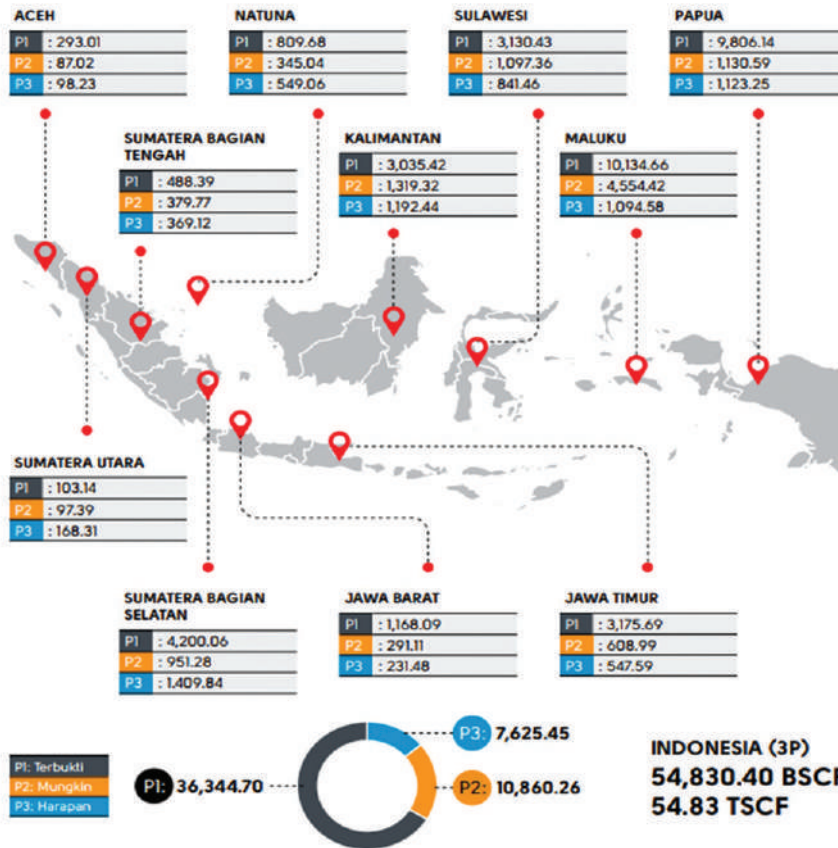 ACEH
P1 : 293.01
P2 : 87.02
P3 : 98.23
NATUNA
P1 : 809.68
P2 : 345.04
P3 : 549.06
SULAWESI
P1 : 3,130.43
P2 : 1,097.36
P3 : 841.46
PAPUA
P1 : 9,806.14
P2 : 1,130.59
P3 : 1,123.25
SUMATERA BAGIAN
TENGAH
P1 : 488.39
P2 : 379.77
P3 : 369.12
KALIMANTAN
P1 : 3,035.42
P2 : 1,319.32
P3 : 1,192.44
MALUKU
P1 : 10,134.66
P2 : 4,554.42
P3 : 1,094.58
SUMATERA UTARA
P1 : 103.14
P2 : 97.39
P3 : 168.31
SUMATERA BAGIAN
SELATAN
P1 : 4,200.06
P2 : 951.28
P3 : 1.409.84
JAWA BARAT
P1 : 1,168.09
P2 : 291.11
P3 : 231.48
JAWA TIMUR
P1 : 3,175.69
P2 : 608.99
P3 : 547.59
P1: Terbukti
P2: Mungkin
P3: Harapan
P1: 36,344.70
P3: 7,625.45
P2: 10,860.26
INDONESIA (3P)
54,830.40 BSCF
54.83 TSCF